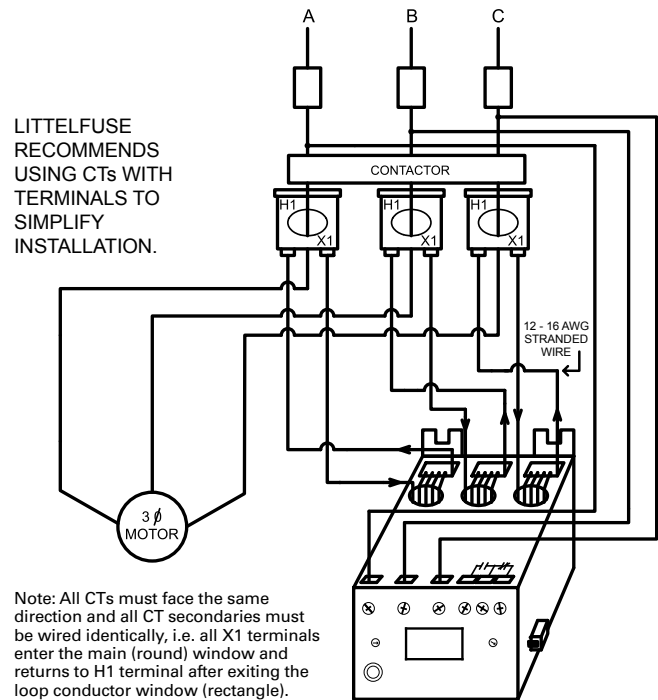 A B C
LITTELFUSE
RECOMMENDS
USING CTs WITH
TERMINALS TO
SIMPLIFY
INSTALLATION.
CONTACTOR
H1 H1 H1
X1 X1 X1
12 - 16 AWG
STRANDED
WIRE
3 ϕ
MOTOR
Note: All CTs must face the same
direction and all CT secondaries must
be wired identically, i.e. all X1 terminals
enter the main (round) window and
returns to H1 terminal after exiting the
loop conductor window (rectangle).